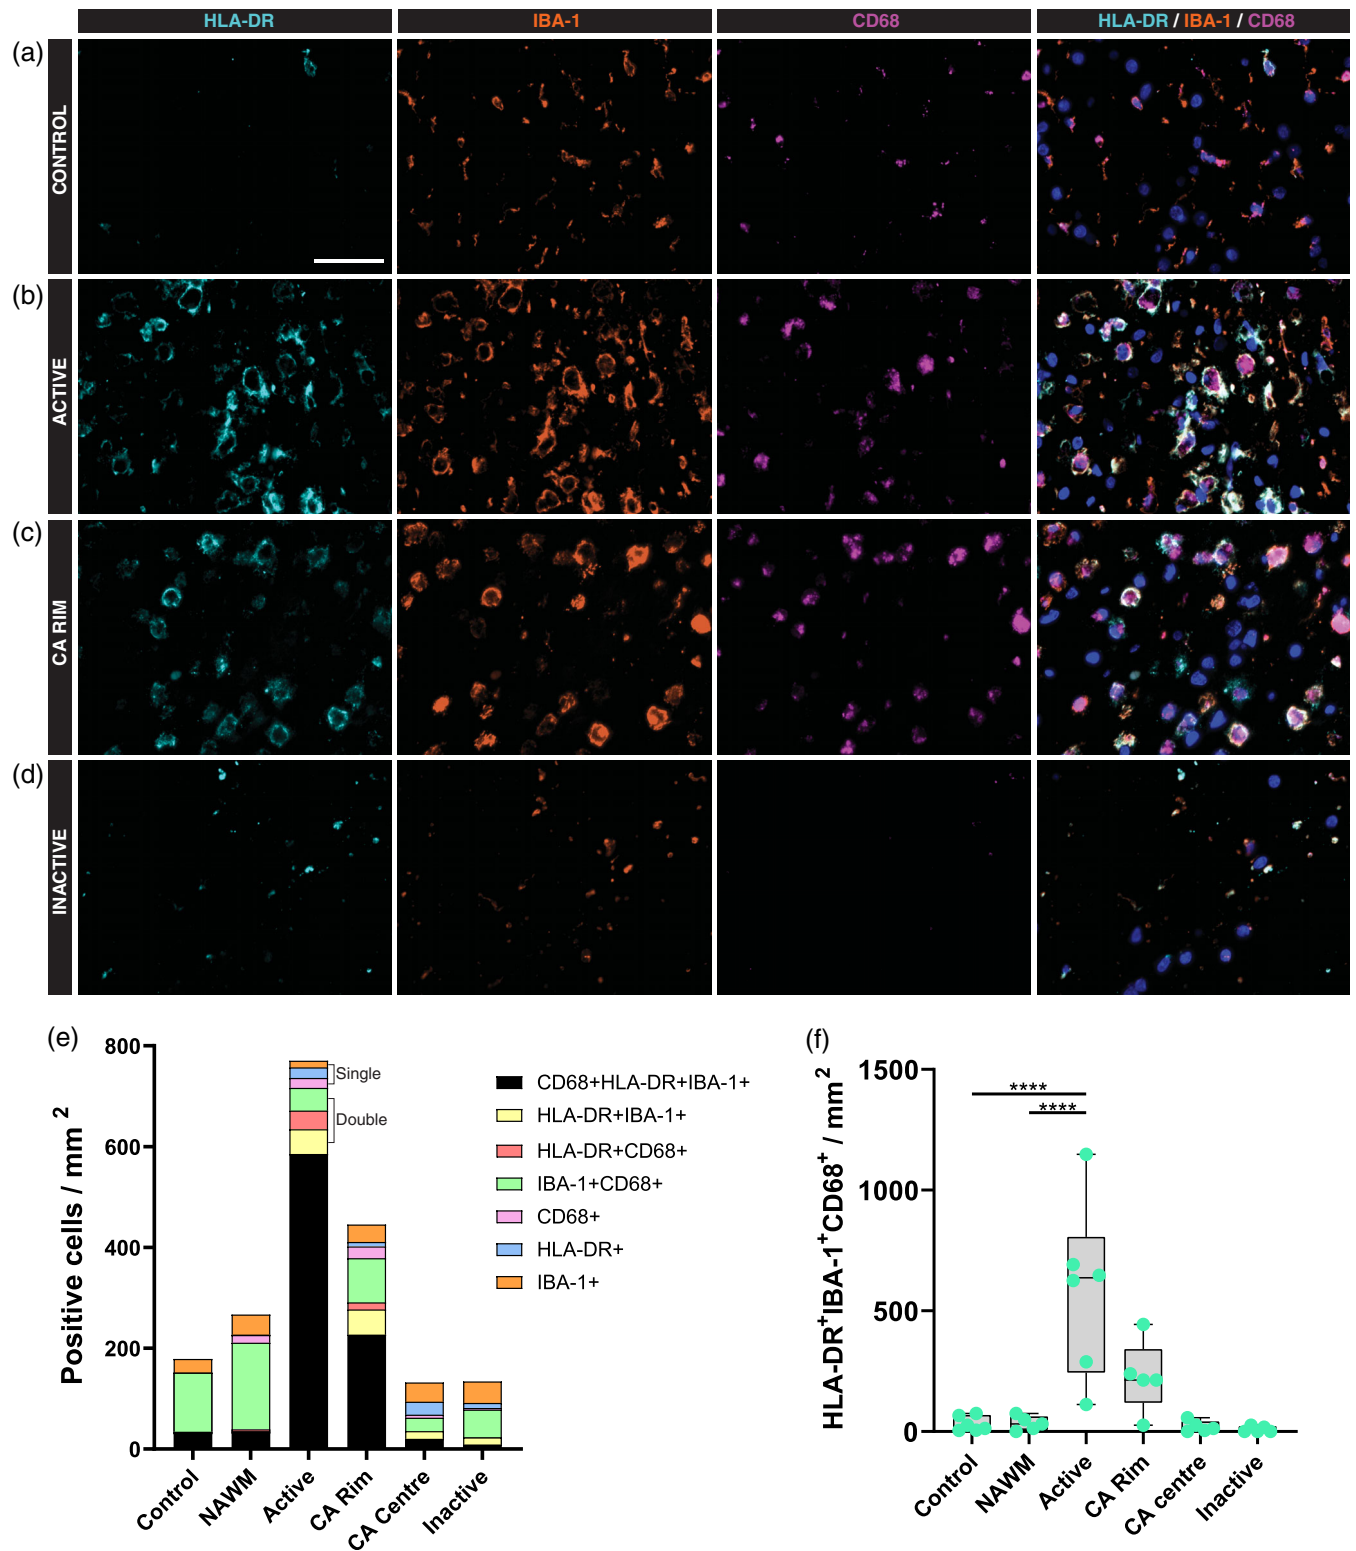 HLA-DR IBA-1 CD68 HLA-DR / IBA-1 / CD68
(a)
CONTROL
(b)
ACTIVE
(c)
CA RIM
(d)
INACTIVE
(e)
Positive cells / mm 2
800
600
400
200
0
Single
Double
Control
NAWM
Active
CA Rim
CA Centre
Inactive
CD68+HLA-DR+IBA-1+
HLA-DR+IBA-1+
HLA-DR+CD68+
IBA-1+CD68+
CD68+
HLA-DR+
IBA-1+
(f)
HLA-DR+IBA-1+CD68+ / mm2
1500
1000
500
0
****
****
Control
NAWM
Active
CA Rim
CA centre
Inactive